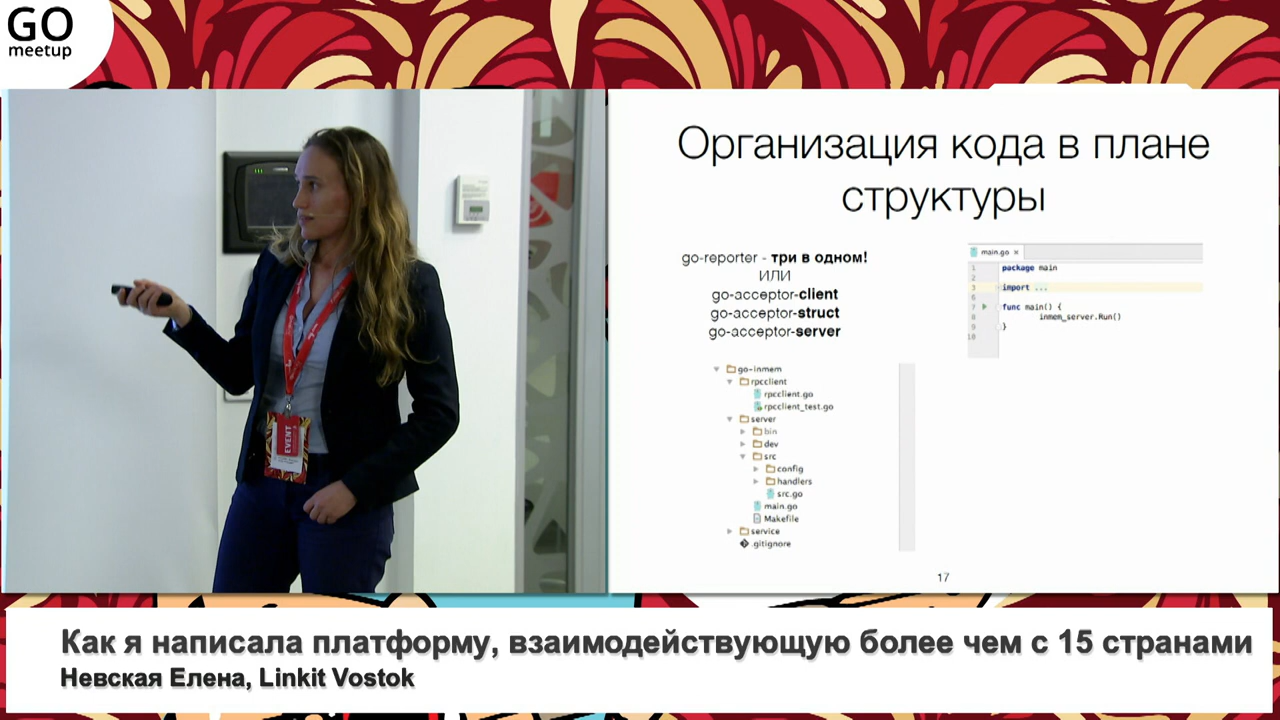 GO
meetup
Организация кода в плане
структуры
go-reporter - три в одном!
ИЛИ
go-acceptor-client
go-acceptor-struct
go-acceptor-server
main.go ×
1 package main
2
3 import ...
6
7 func main() {
8 inmem_server.Run()
9 }
10
go-inmem
rpcclient
rpcclient.go
rpcclient_test.go
server
bin
dev
src
config
handlers
src.go
main.go
Makefile
service
.gitignore
17
EVENT
Как я написала платформу, взаимодействующую более чем с 15 странами
Невская Елена, Linkit Vostok